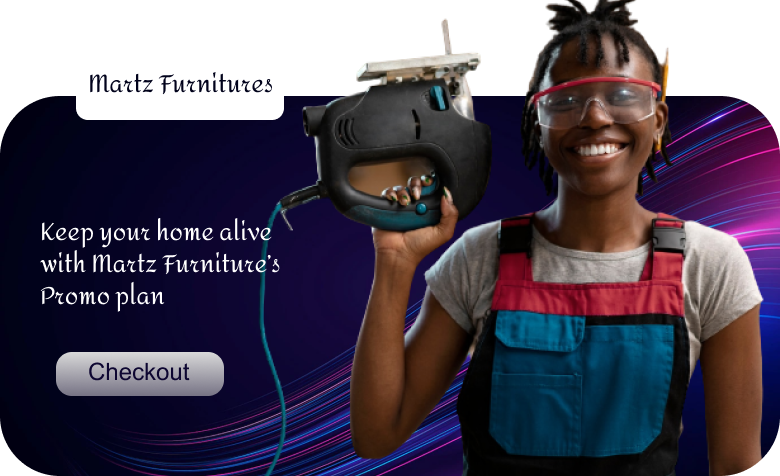 Martz Furnitures
Keep your home alive
with Martz Furniture's
Promo plan
Checkout